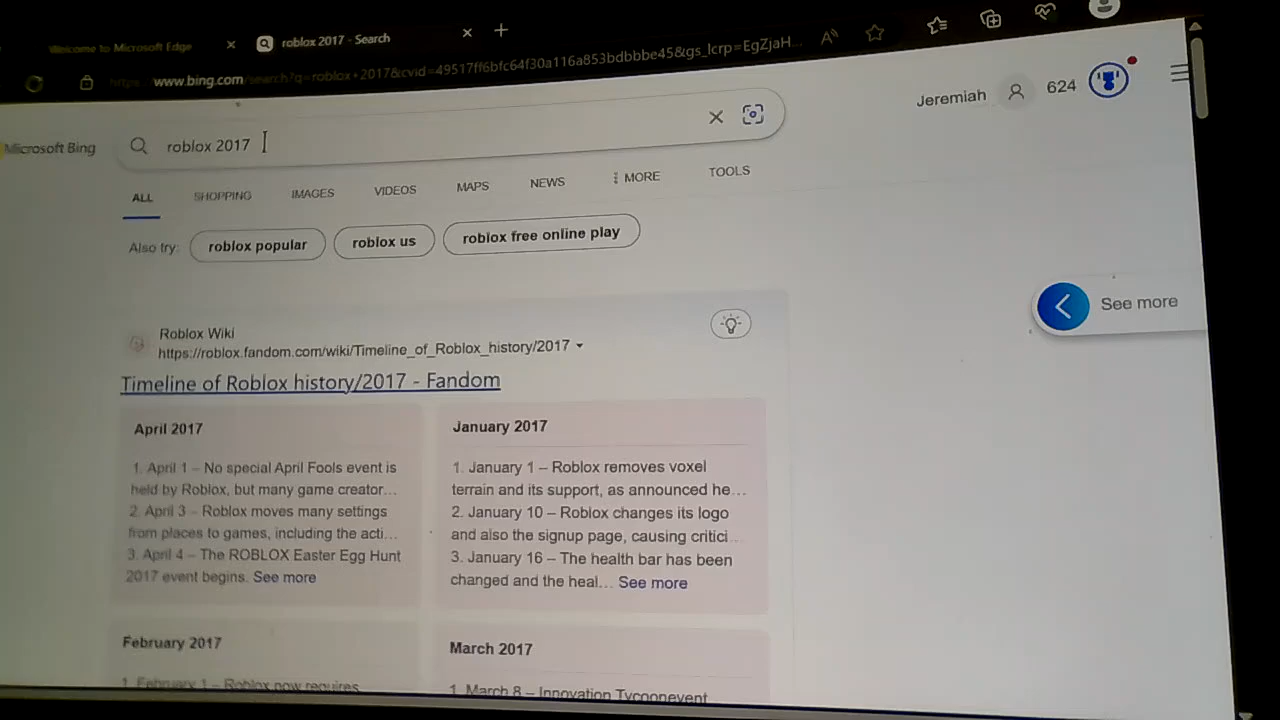 Welcome to Microsoft Edge
roblox 2017 - Search
www.bing.com/search?q=roblox+2017&cvid=49517ff6bfc64f30a116a853bdbbbe45&gs_lcrp=EgZjaH...
Microsoft Bing
roblox 2017
Jeremiah 624
ALL SHOPPING IMAGES VIDEOS MAPS NEWS MORE TOOLS
Also try: roblox popular roblox us roblox free online play
See more
Roblox Wiki
https://roblox.fandom.com/wiki/Timeline_of_Roblox_history/2017
Timeline of Roblox history/2017 - Fandom
April 2017
1. April 1 – No special April Fools event is
held by Roblox, but many game creator...
2. April 3 – Roblox moves many settings
from places to games, including the acti...
3. April 4 – The ROBLOX Easter Egg Hunt
2017 event begins. See more
January 2017
1. January 1 – Roblox removes voxel
terrain and its support, as announced he...
2. January 10 – Roblox changes its logo
and also the signup page, causing critici...
3. January 16 – The health bar has been
changed and the heal... See more
February 2017
1. February 1 – Roblox now requires
March 2017
1. March 8 – Innovation Tycoonevent